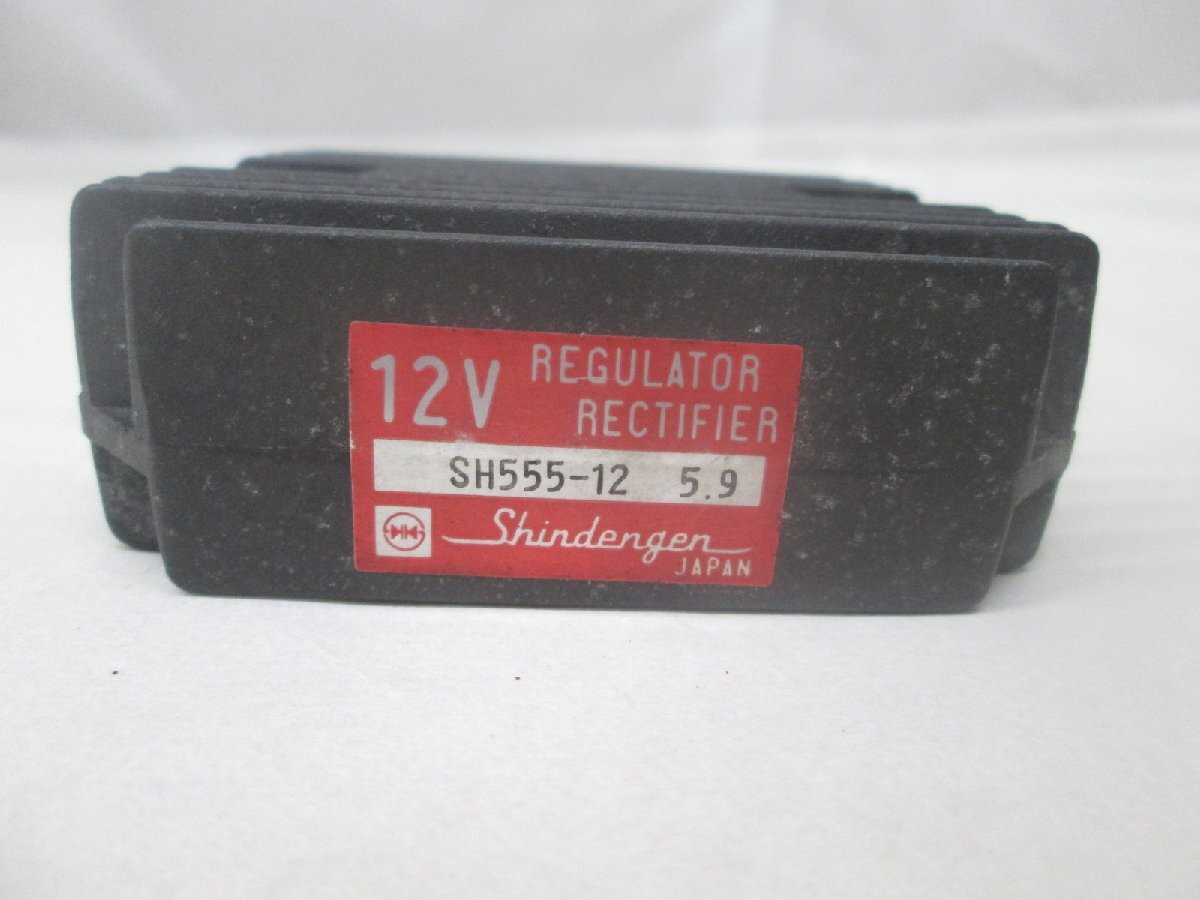 12V REGULATOR
RECTIFIER
SH555-12 5.9
Shindengen
JAPAN